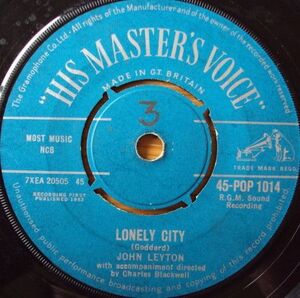 The Gramophone Co. Ltd. All rights of the Manufacturer and of the owner of the recorded work reserved
"HIS MASTER'S VOICE"
MADE IN GT. BRITAIN
3
MOST MUSIC
NCB
7XEA 20505 45
RECORDING FIRST
PUBLISHED 1962
TRADE MARK REGD.
45-POP 1014
R.G.M. Sound
Recording
LONELY CITY
(Goddard)
JOHN LEYTON
with accompaniment directed
by Charles Blackwell
Unauthorised public performance broadcasting and copying of this record prohibited